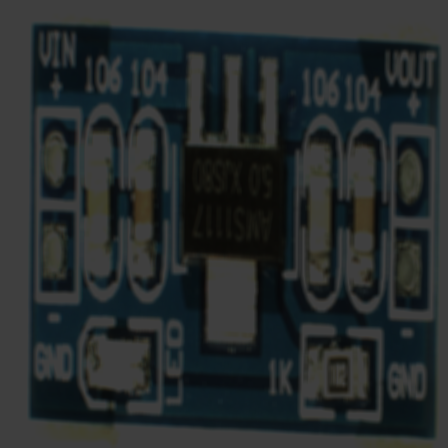 VIN
+
106
104
106
104
VOUT
+
AMS1117
-
GND
LED
1K
-
GND